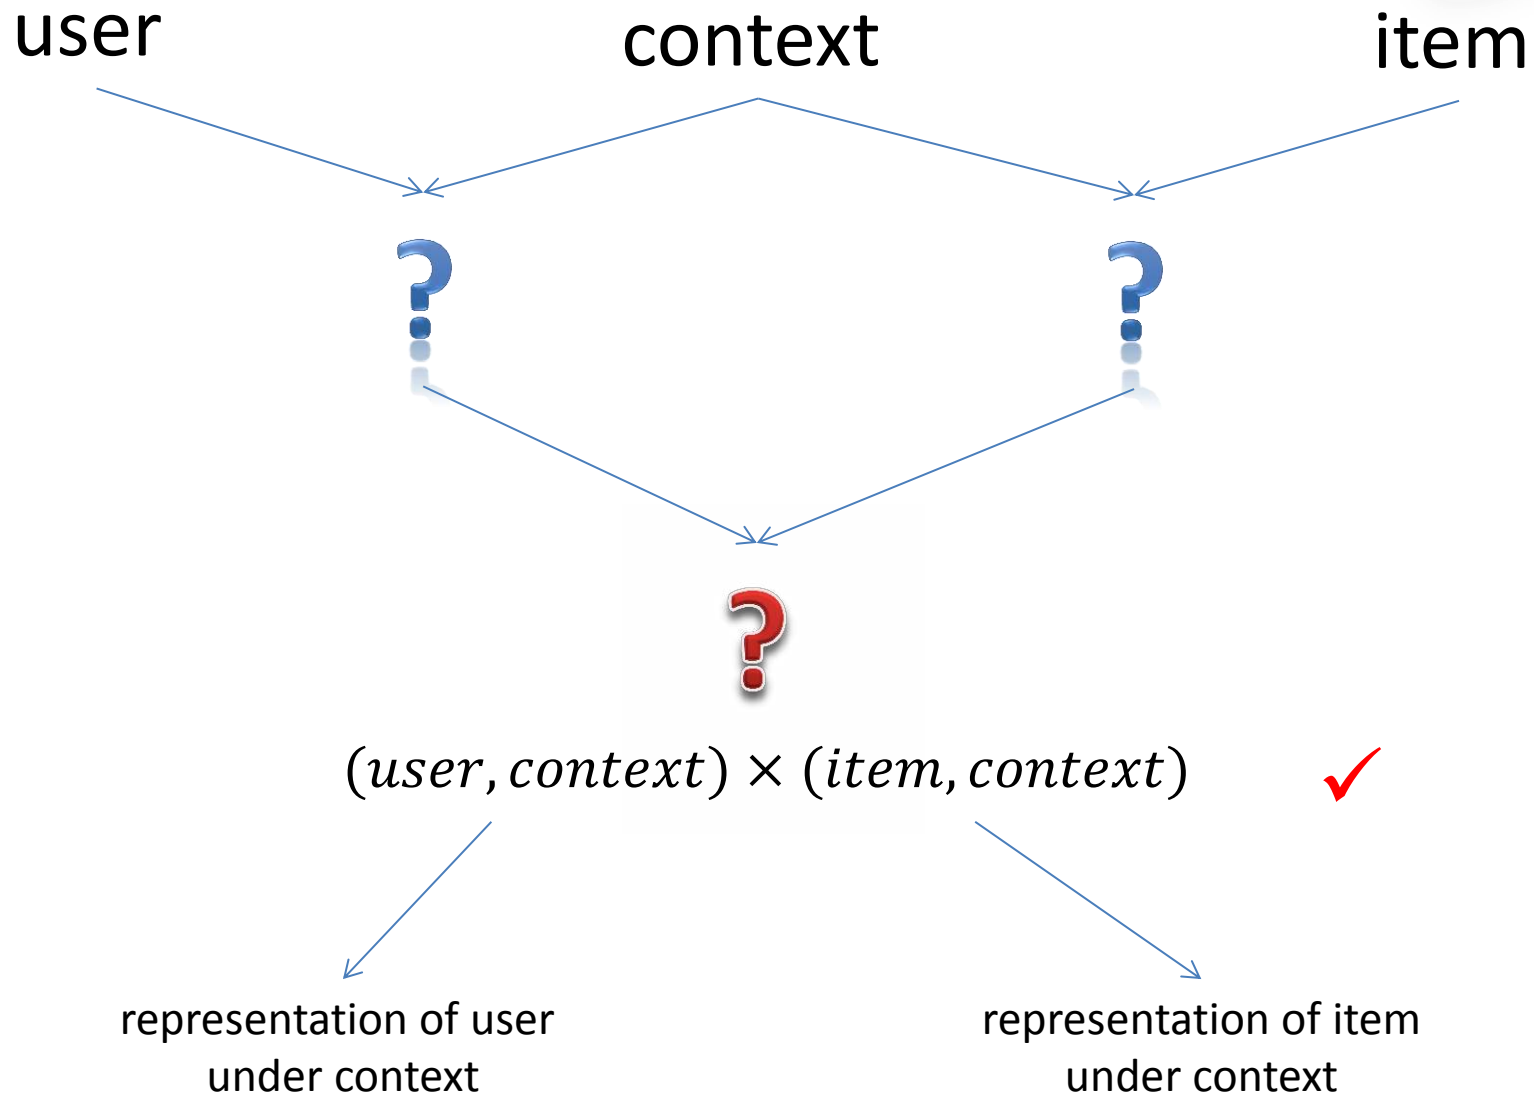 user context item
? ?
?
(user, context) × (item, context) ✓
representation of user representation of item
under context under context